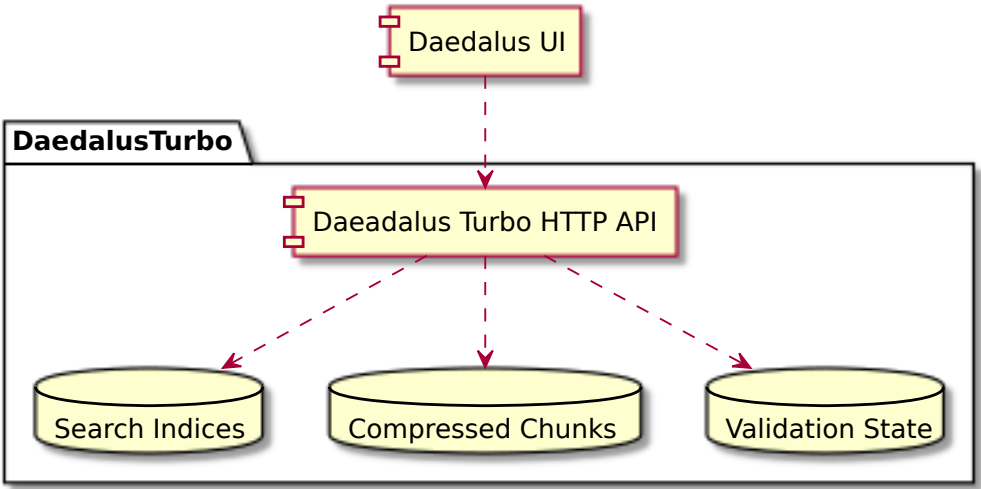 Daedalus UI
DaedalusTurbo
Daeadalus Turbo HTTP API
Search Indices
Compressed Chunks
Validation State